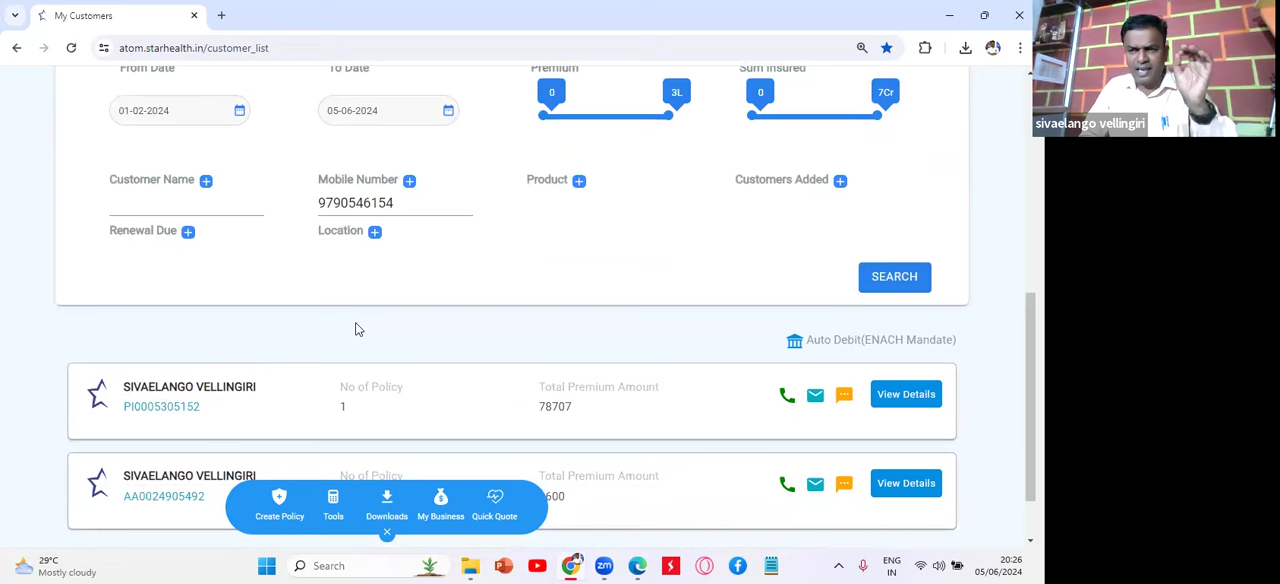 My Customers
atom.starhealth.in/customer_list
From Date
To Date
Premium
Sum Insured
0
3L
0
7Cr
01-02-2024
05-06-2024
sivaelango vellingiri
Customer Name
Mobile Number
Product
Customers Added
9790546154
Renewal Due
Location
SEARCH
Auto Debit(ENACH Mandate)
SIVAELANGO VELLINGIRI
No of Policy
Total Premium Amount
PI0005305152
1
78707
View Details
SIVAELANGO VELLINGIRI
No of Policy
Total Premium Amount
AA0024905492
600
View Details
Create Policy
Tools
Downloads
My Business
Quick Quote
29°C
Mostly cloudy
Search
ENG
IN
20:26
05/06/2024